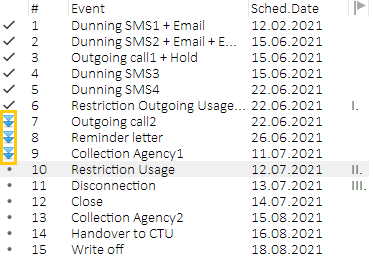 # Event Sched.Date
1 Dunning SMS1 + Email 12.02.2021
2 Dunning SMS2 + Email + E... 15.06.2021
3 Outgoing call1 + Hold 15.06.2021
4 Dunning SMS3 15.06.2021
5 Dunning SMS4 22.06.2021
6 Restriction Outgoing Usage... 22.06.2021 I.
7 Outgoing call2 22.06.2021
8 Reminder letter 26.06.2021
9 Collection Agency1 11.07.2021
10 Restriction Usage 12.07.2021 II.
11 Disconnection 13.07.2021 III.
12 Close 14.07.2021
13 Collection Agency2 15.08.2021
14 Handover to CTU 16.08.2021
15 Write off 18.08.2021